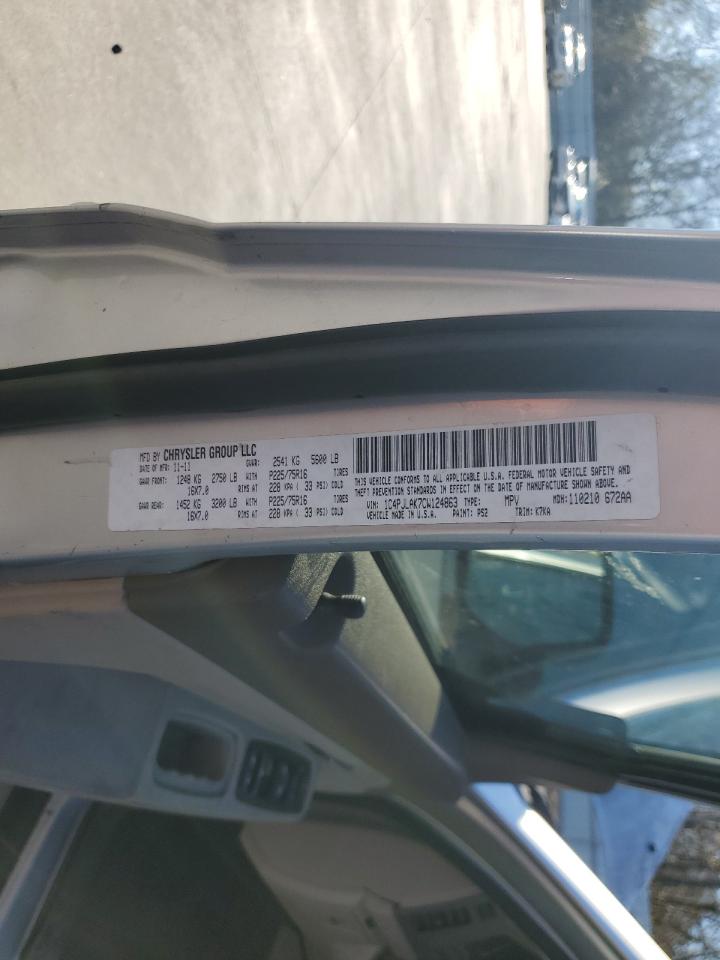 MFD BY CHRYSLER GROUP LLC
DATE OF MFR: 11-11 GVWR: 2541 KG 5600 LB
GAWR FRONT: 1248 KG 2750 LB WITH P225/75R16 TIRES
16X7.0 RIMS AT 228 KPA ( 33 PSI) COLD
GAWR REAR: 1452 KG 3200 LB WITH P225/75R16 TIRES
16X7.0 RIMS AT 228 KPA ( 33 PSI) COLD
THIS VEHICLE CONFORMS TO ALL APPLICABLE U.S.A. FEDERAL MOTOR VEHICLE SAFETY AND
THEFT PREVENTION STANDARDS IN EFFECT ON THE DATE OF MANUFACTURE SHOWN ABOVE.
VIN: 1C4PJLAK7CW124863 TYPE: MPV MDH: 110210 672AA
VEHICLE MADE IN U.S.A. PAINT: PS2 TRIM: K7KA